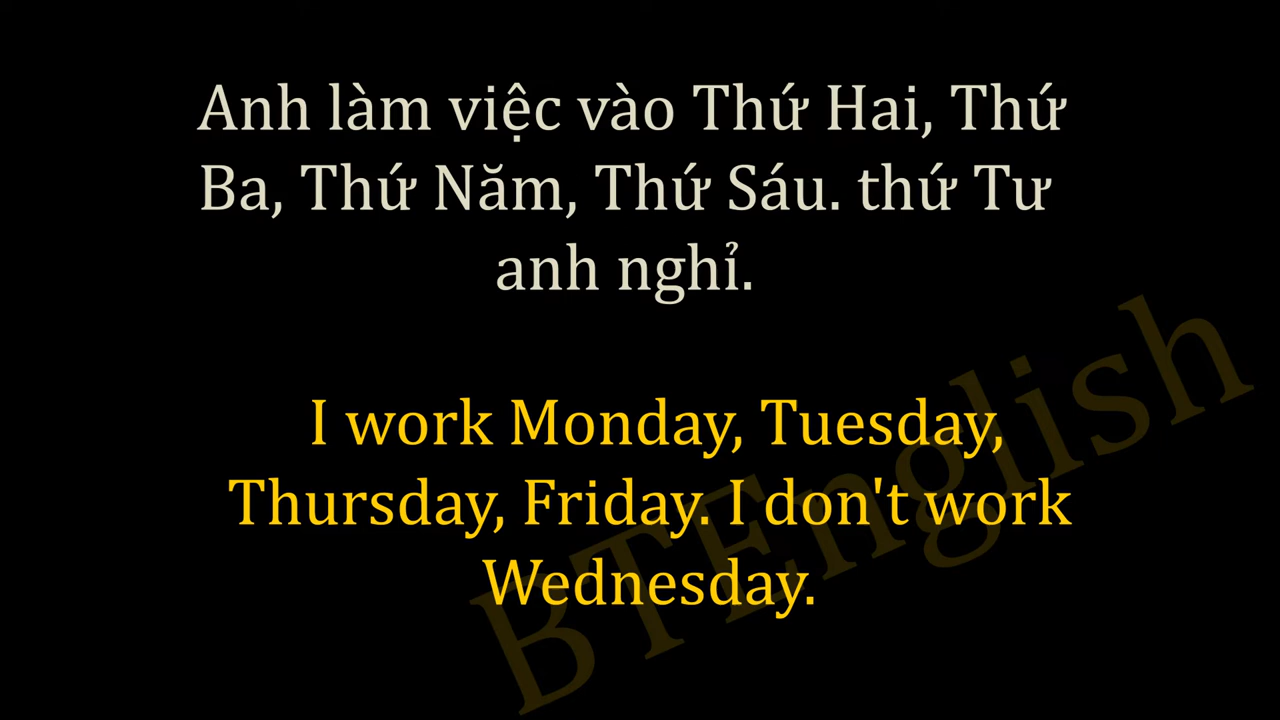 Anh làm việc vào Thứ Hai, Thứ
Ba, Thứ Năm, Thứ Sáu. thứ Tư
anh nghỉ.
I work Monday, Tuesday,
Thursday, Friday. I don't work
Wednesday.
BTEnglish